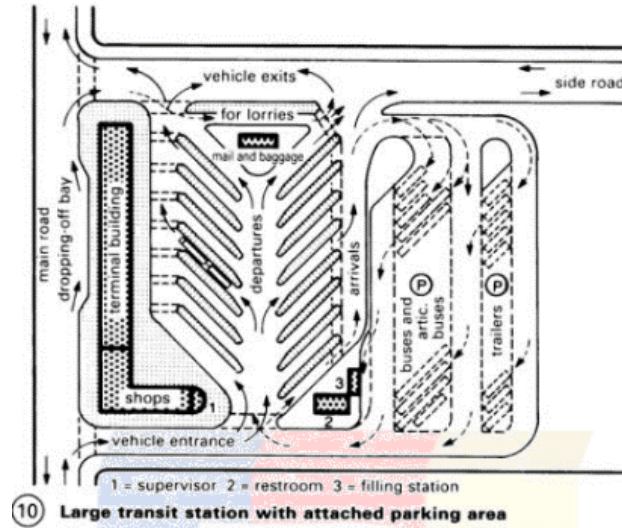 vehicle exits
side road
for lorries
mail and baggage
main road
dropping-off bay
terminal building
departures
arrivals
P
buses and
artic.
buses
P
trailers
3
shops
1
2
vehicle entrance
1 = supervisor 2 = restroom 3 = filling station
10 Large transit station with attached parking area